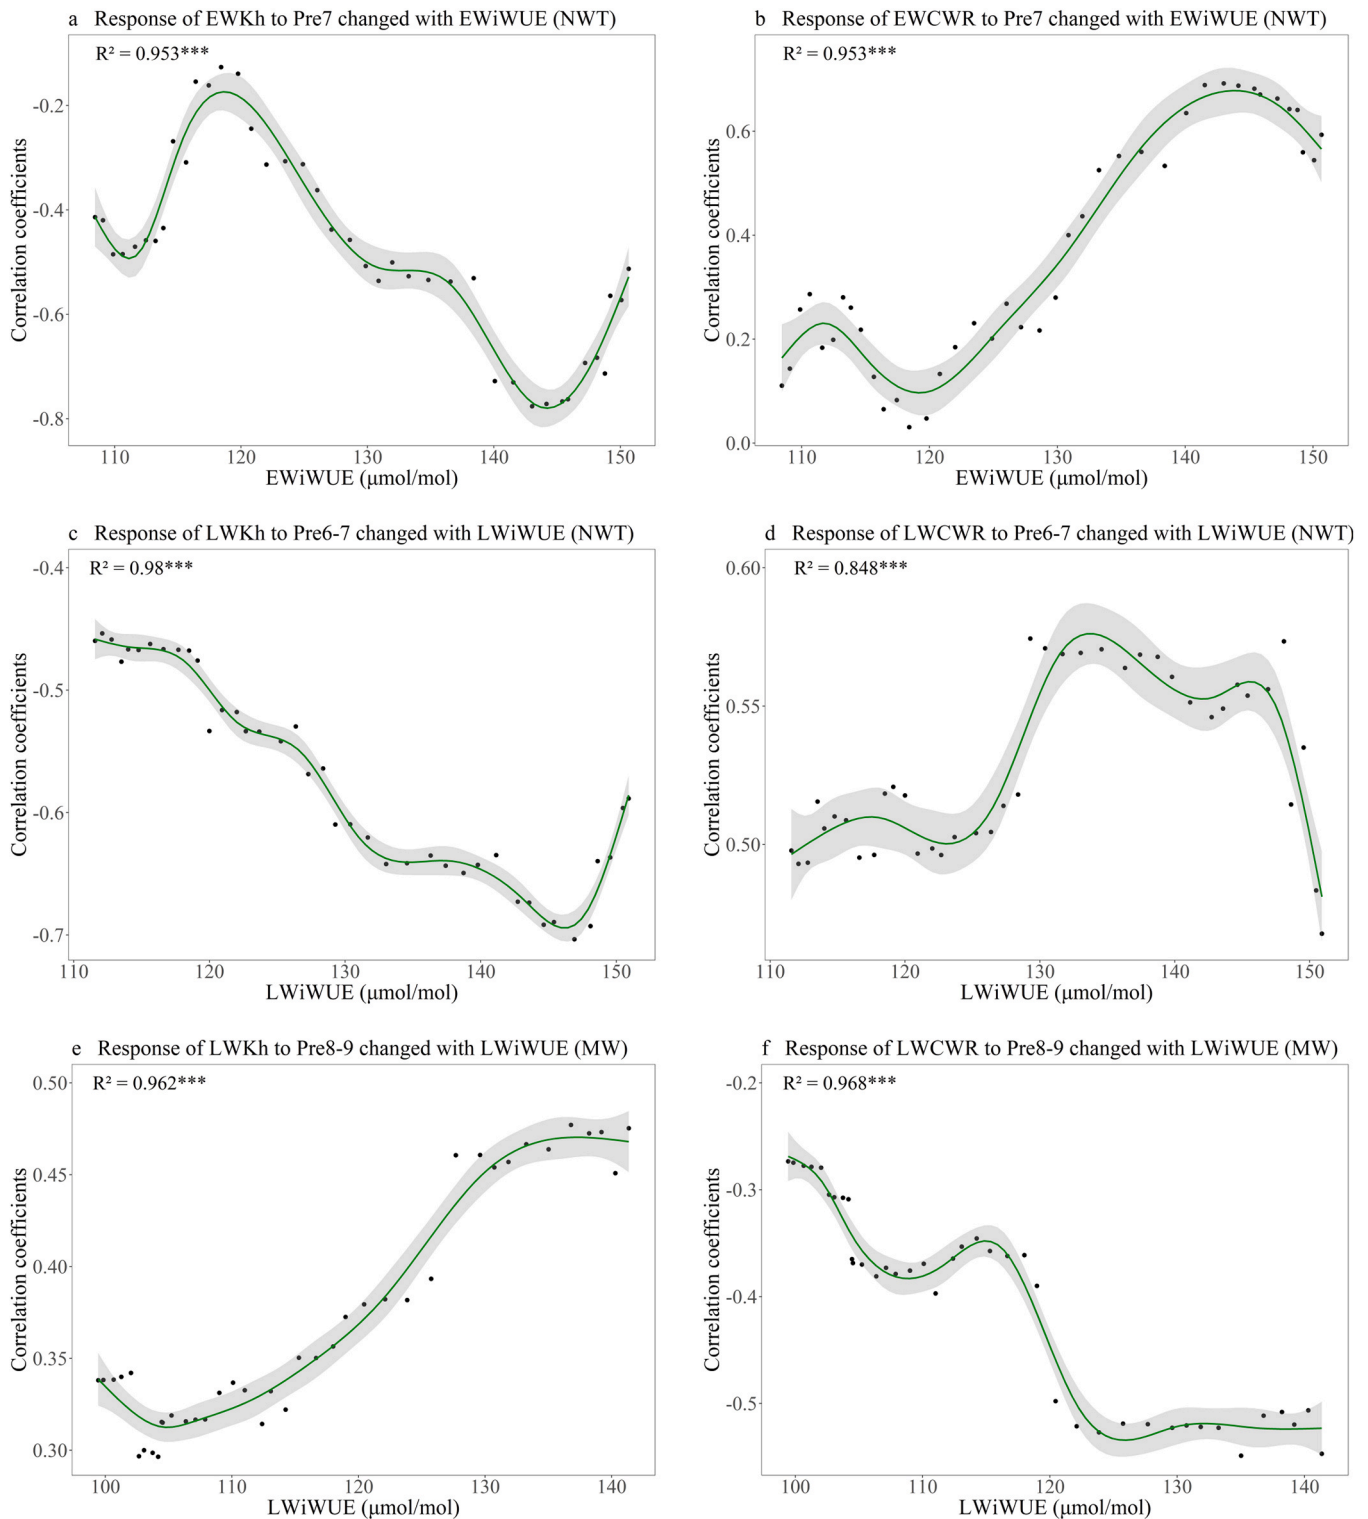 a Response of EWKh to Pre7 changed with EWiWUE (NWT)
R² = 0.953***
Correlation coefficients
-0.2
-0.4
-0.6
-0.8
110 120 130 140 150
EWiWUE (μmol/mol)
b Response of EWCWR to Pre7 changed with EWiWUE (NWT)
R² = 0.953***
Correlation coefficients
0.6
0.4
0.2
0.0
110 120 130 140 150
EWiWUE (μmol/mol)
c Response of LWKh to Pre6-7 changed with LWiWUE (NWT)
R² = 0.98***
Correlation coefficients
-0.4
-0.5
-0.6
-0.7
110 120 130 140 150
LWiWUE (μmol/mol)
d Response of LWCWR to Pre6-7 changed with LWiWUE (NWT)
R² = 0.848***
Correlation coefficients
0.60
0.55
0.50
110 120 130 140 150
LWiWUE (μmol/mol)
e Response of LWKh to Pre8-9 changed with LWiWUE (MW)
R² = 0.962***
Correlation coefficients
0.50
0.45
0.40
0.35
0.30
100 110 120 130 140
LWiWUE (μmol/mol)
f Response of LWCWR to Pre8-9 changed with LWiWUE (MW)
R² = 0.968***
Correlation coefficients
-0.2
-0.3
-0.4
-0.5
100 110 120 130 140
LWiWUE (μmol/mol)